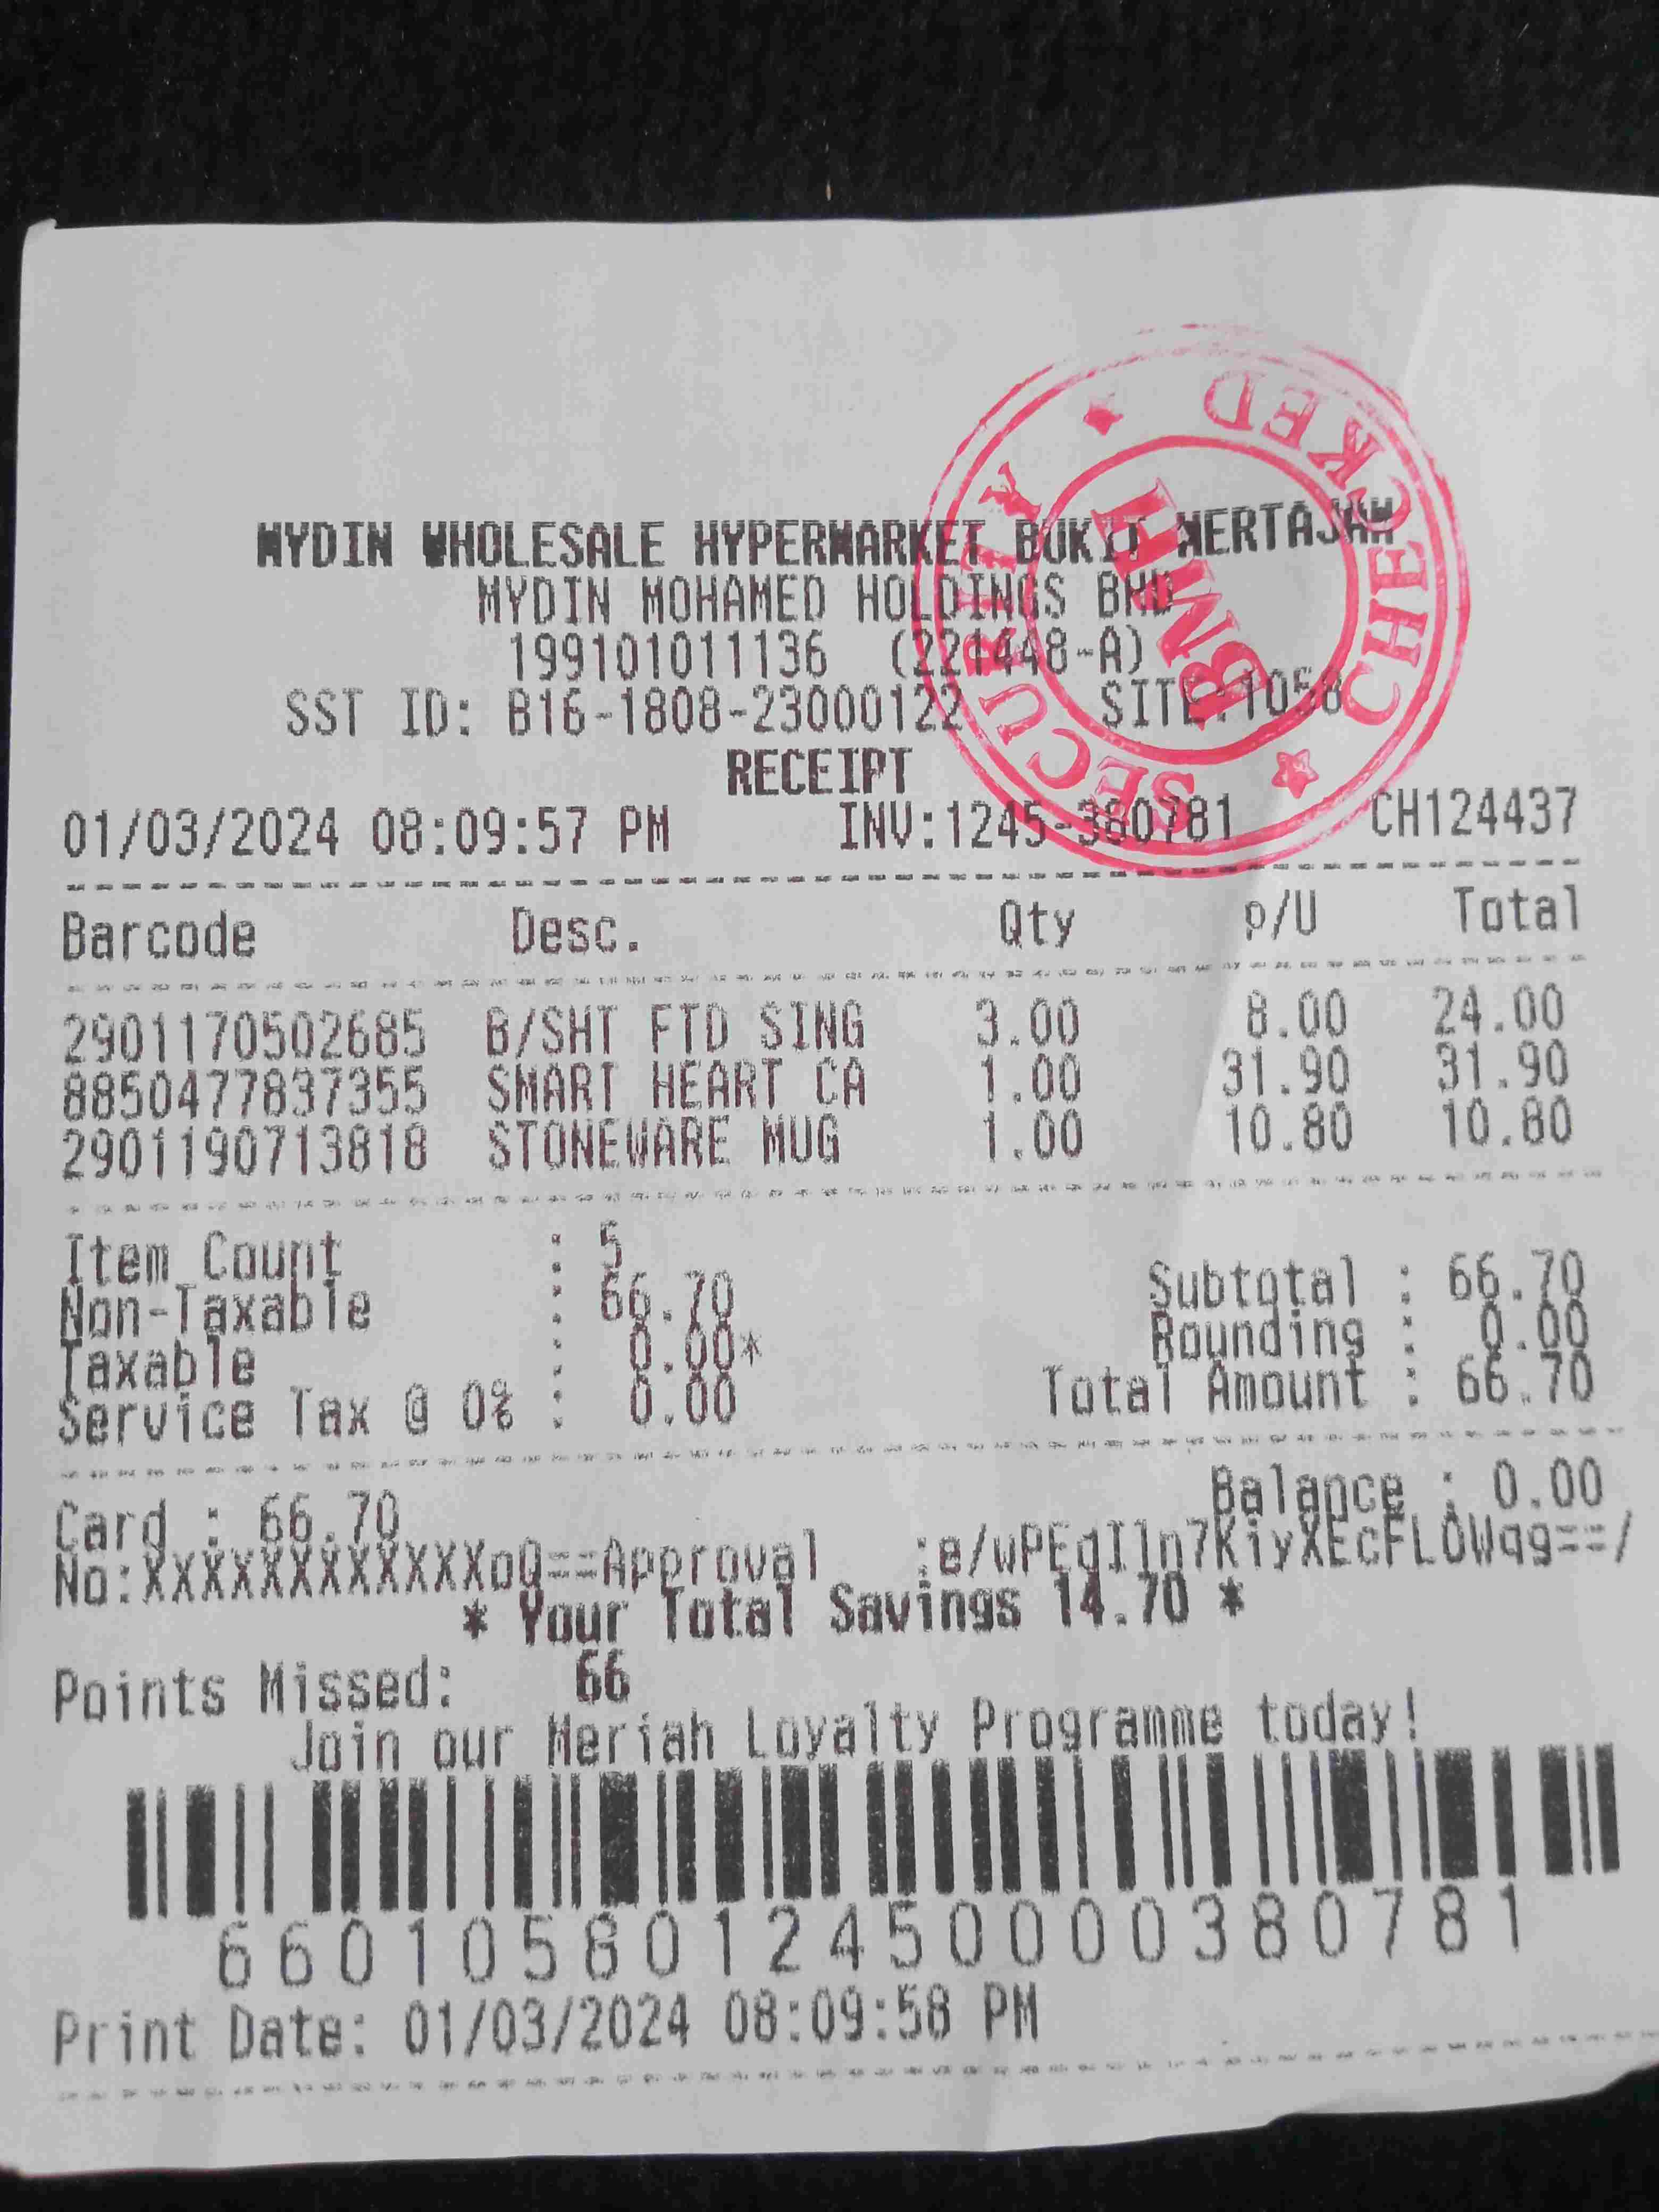 MYDIN WHOLESALE HYPERMARKET BUKIT MERTAJAM
MYDIN MOHAMED HOLDINGS BHD
199101011136 (221448-A)
SST ID: B16-1808-23000122 SITE:1058
RECEIPT
01/03/2024 08:09:57 PM INV:1245-380781 CH124437
SECURITY CHECKED
BMH
Barcode Desc. Qty p/U Total
2901170502685 B/SHT FTD SING 3.00 8.00 24.00
8850477837355 SMART HEART CA 1.00 31.90 31.90
2901190713818 STONEWARE MUG 1.00 10.80 10.80
Item Count : 5
Non-Taxable : 66.70 Subtotal : 66.70
Taxable : 0.00* Rounding : 0.00
Service Tax @ 0% : 0.00 Total Amount : 66.70
Card : 66.70 Balance : 0.00
No:XXXXXXXXXXXXoQ==Approval :e/wPEqIln7KiyXEcFLOWqg==/
* Your Total Savings 14.70 *
Points Missed: 66
Join our Meriah Loyalty Programme today!
6601058012450000380781
Print Date: 01/03/2024 08:09:58 PM